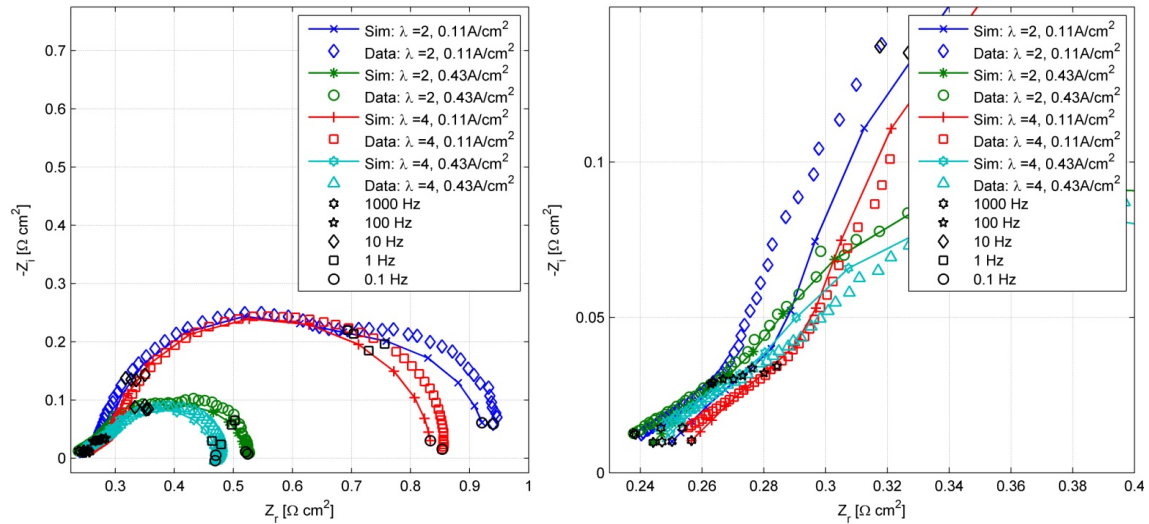 0.7
0.6
0.5
0.4
0.3
0.2
0.1
0
-Z_i [Ω cm²]
0.3 0.4 0.5 0.6 0.7 0.8 0.9 1
Z_r [Ω cm²]
Sim: λ =2, 0.11A/cm²
Data: λ =2, 0.11A/cm²
Sim: λ =2, 0.43A/cm²
Data: λ =2, 0.43A/cm²
Sim: λ =4, 0.11A/cm²
Data: λ =4, 0.11A/cm²
Sim: λ =4, 0.43A/cm²
Data: λ =4, 0.43A/cm²
1000 Hz
100 Hz
10 Hz
1 Hz
0.1 Hz
0.1
0.05
0
-Z_i [Ω cm²]
0.24 0.26 0.28 0.3 0.32 0.34 0.36 0.38 0.4
Z_r [Ω cm²]
Sim: λ =2, 0.11A/cm²
Data: λ =2, 0.11A/cm²
Sim: λ =2, 0.43A/cm²
Data: λ =2, 0.43A/cm²
Sim: λ =4, 0.11A/cm²
Data: λ =4, 0.11A/cm²
Sim: λ =4, 0.43A/cm²
Data: λ =4, 0.43A/cm²
1000 Hz
100 Hz
10 Hz
1 Hz
0.1 Hz